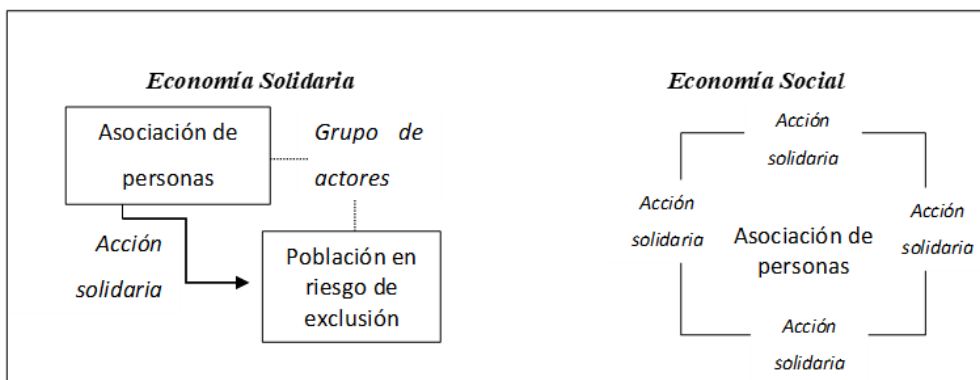 Economía Solidaria
Asociación de
personas
Grupo de
actores
Acción
solidaria
Población en
riesgo de
exclusión
Economía Social
Acción
solidaria
Acción
solidaria
Asociación de
personas
Acción
solidaria
Acción
solidaria